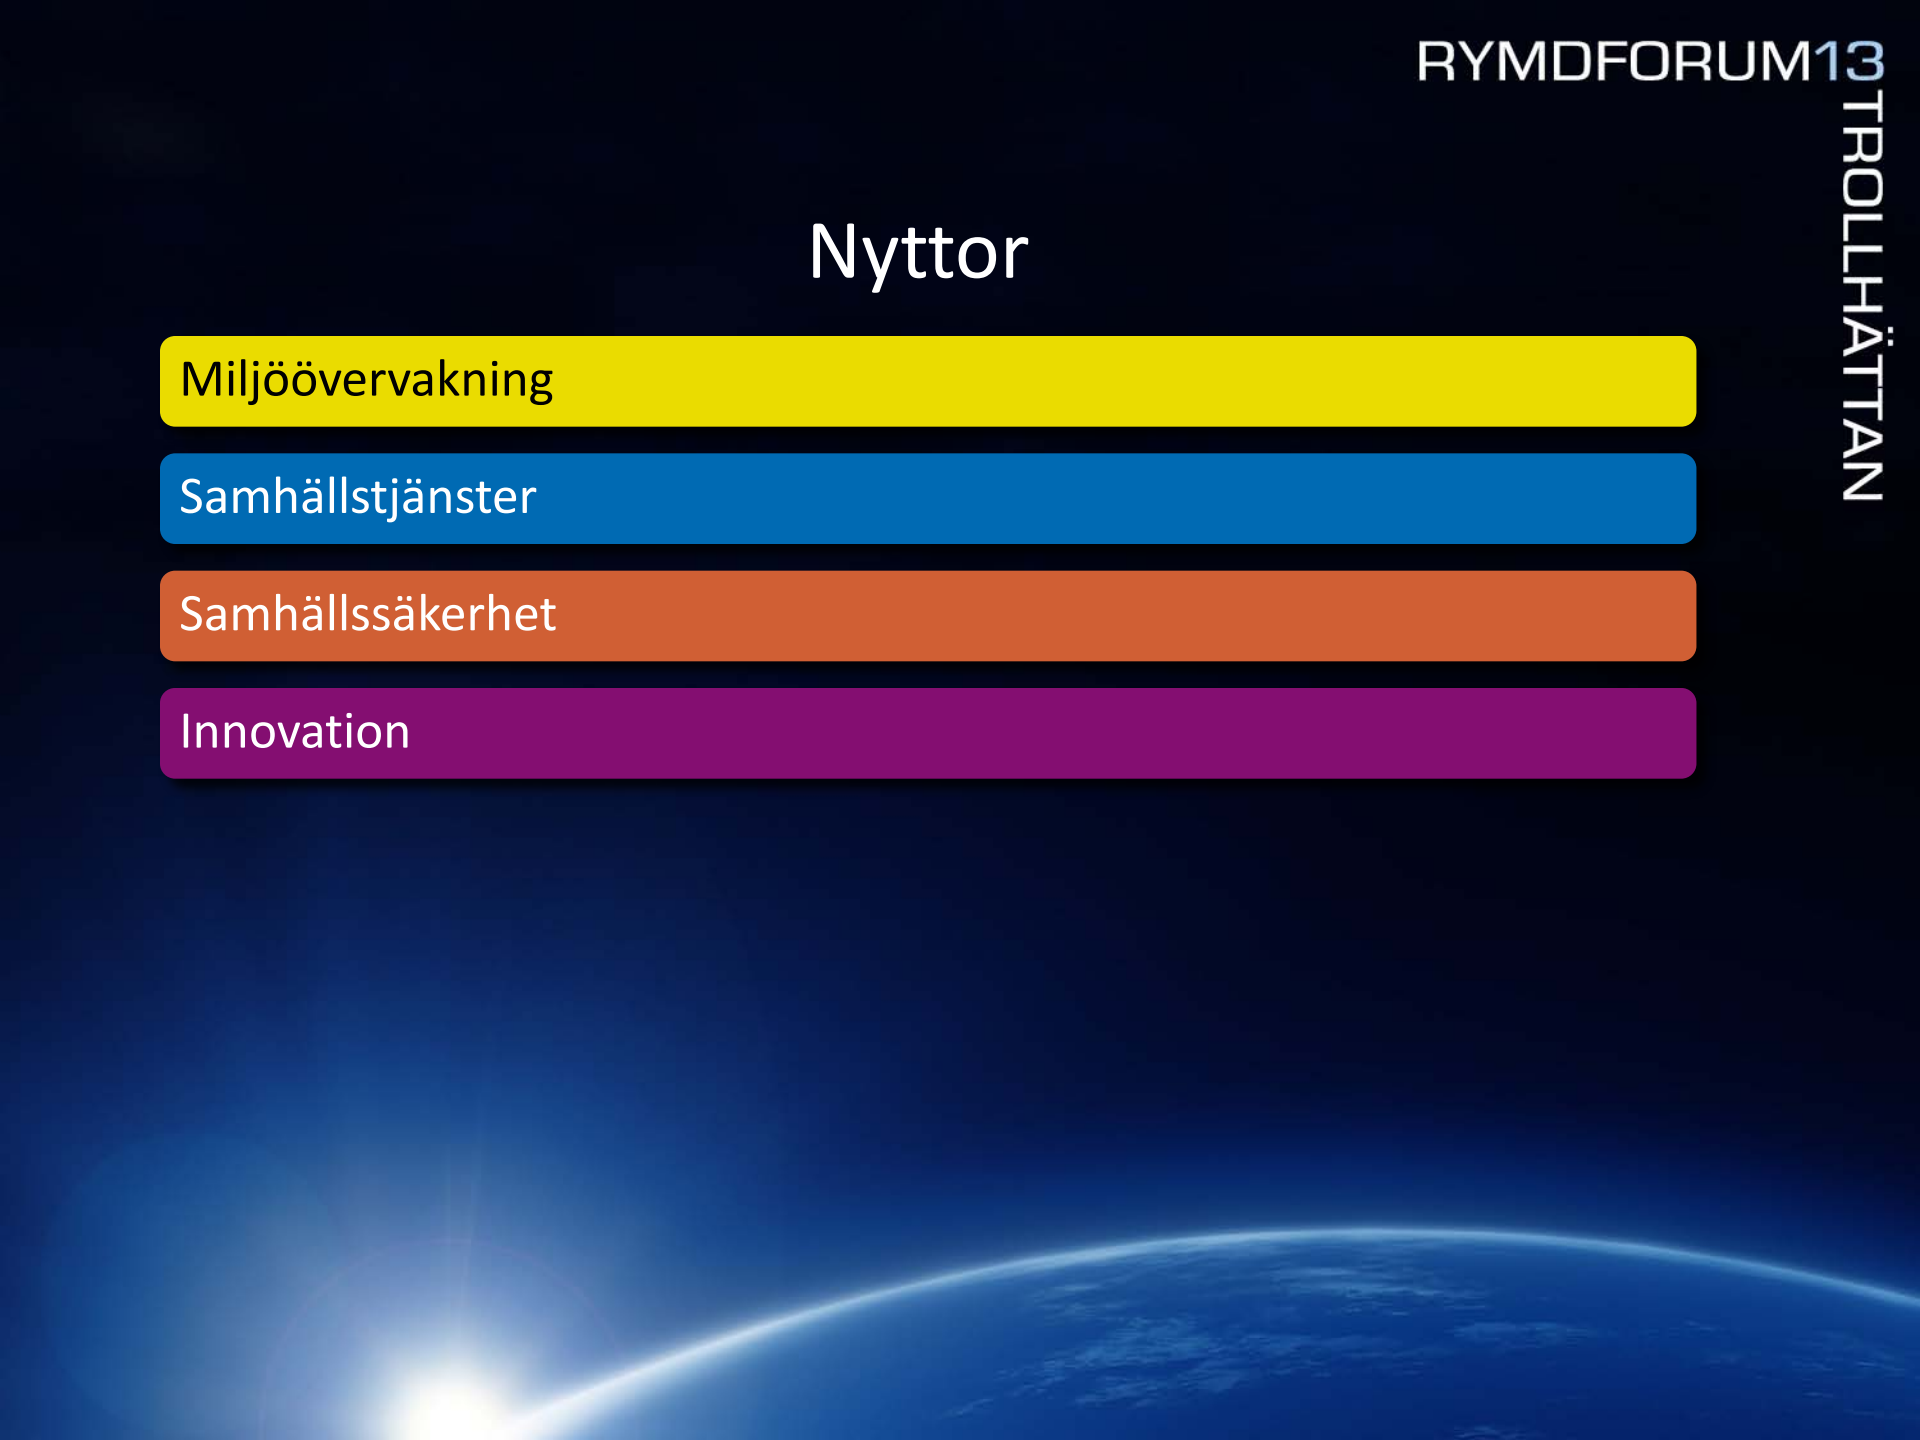 RYMDFORUM13
TROLLHÄTTAN
Nyttor
Miljöövervakning
Samhällstjänster
Samhällssäkerhet
Innovation